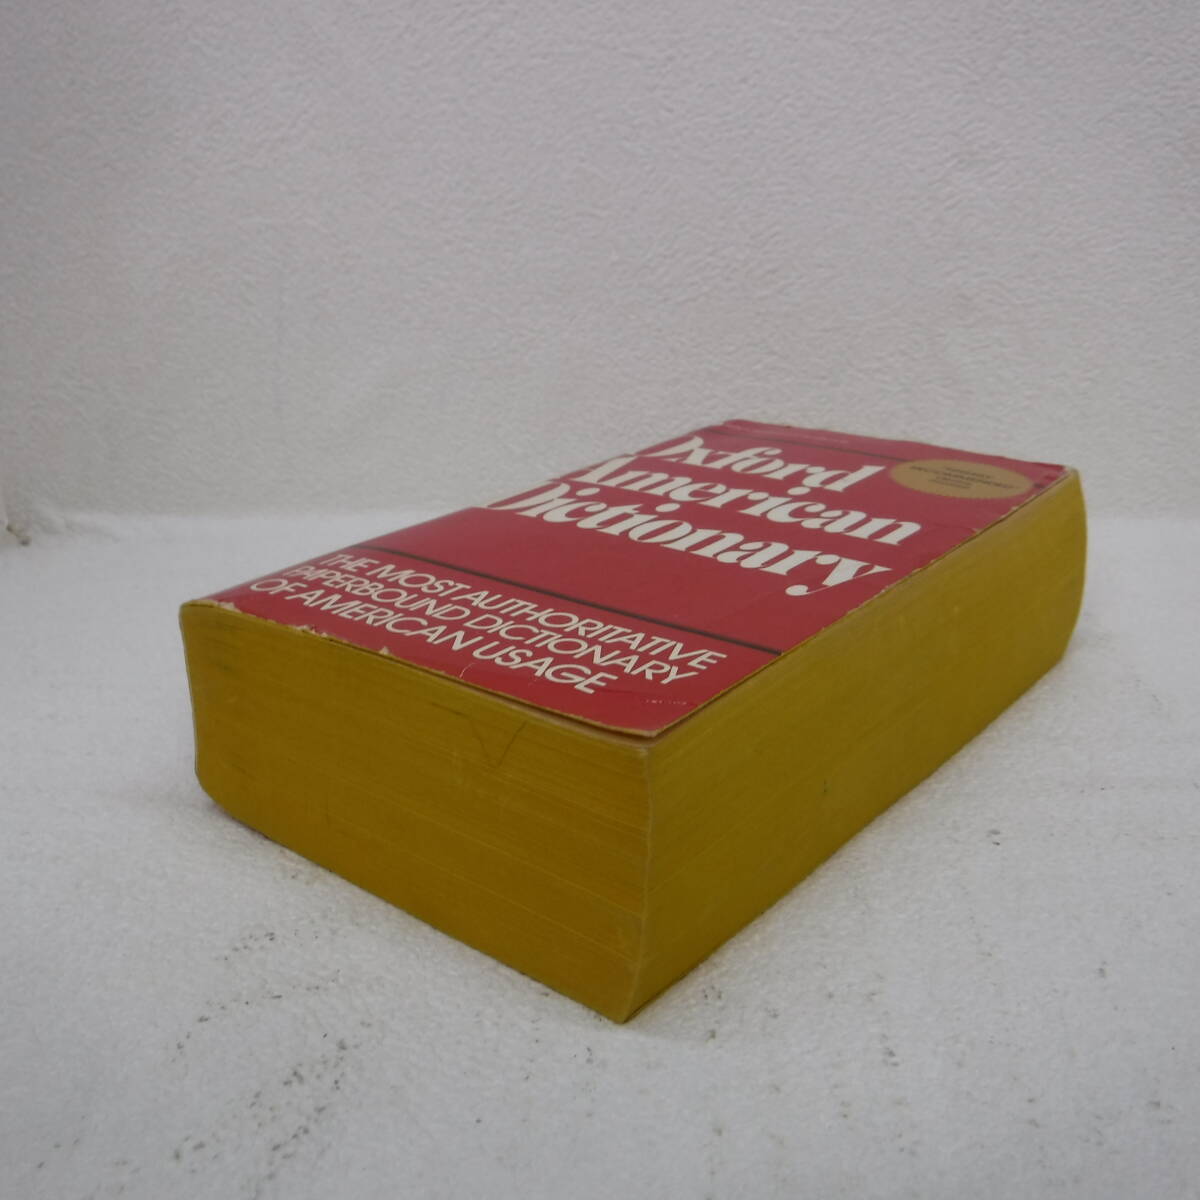 Oxford
American
Dictionary
THE MOST AUTHORITATIVE
PAPERBOUND DICTIONARY
OF AMERICAN USAGE